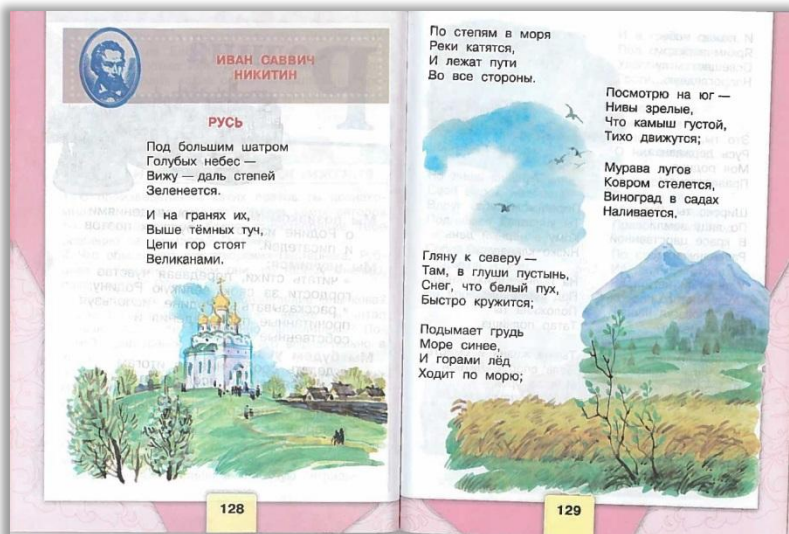 ИВАН САВВИЧ
НИКИТИН
РУСЬ
Под большим шатром
Голубых небес —
Вижу — даль степей
Зеленеется.
И на гранях их,
Выше тёмных туч,
Цепи гор стоят
Великанами.
128
По степям в моря
Реки катятся,
И лежат пути
Во все стороны.
Посмотрю на юг —
Нивы зрелые,
Что камыш густой,
Тихо движутся;
Мурава лугов
Ковром стелется,
Виноград в садах
Наливается.
Гляну к северу —
Там, в глуши пустынь,
Снег, что белый пух,
Быстро кружится;
Подымает грудь
Море синее,
И горами лёд
Ходит по морю;
129